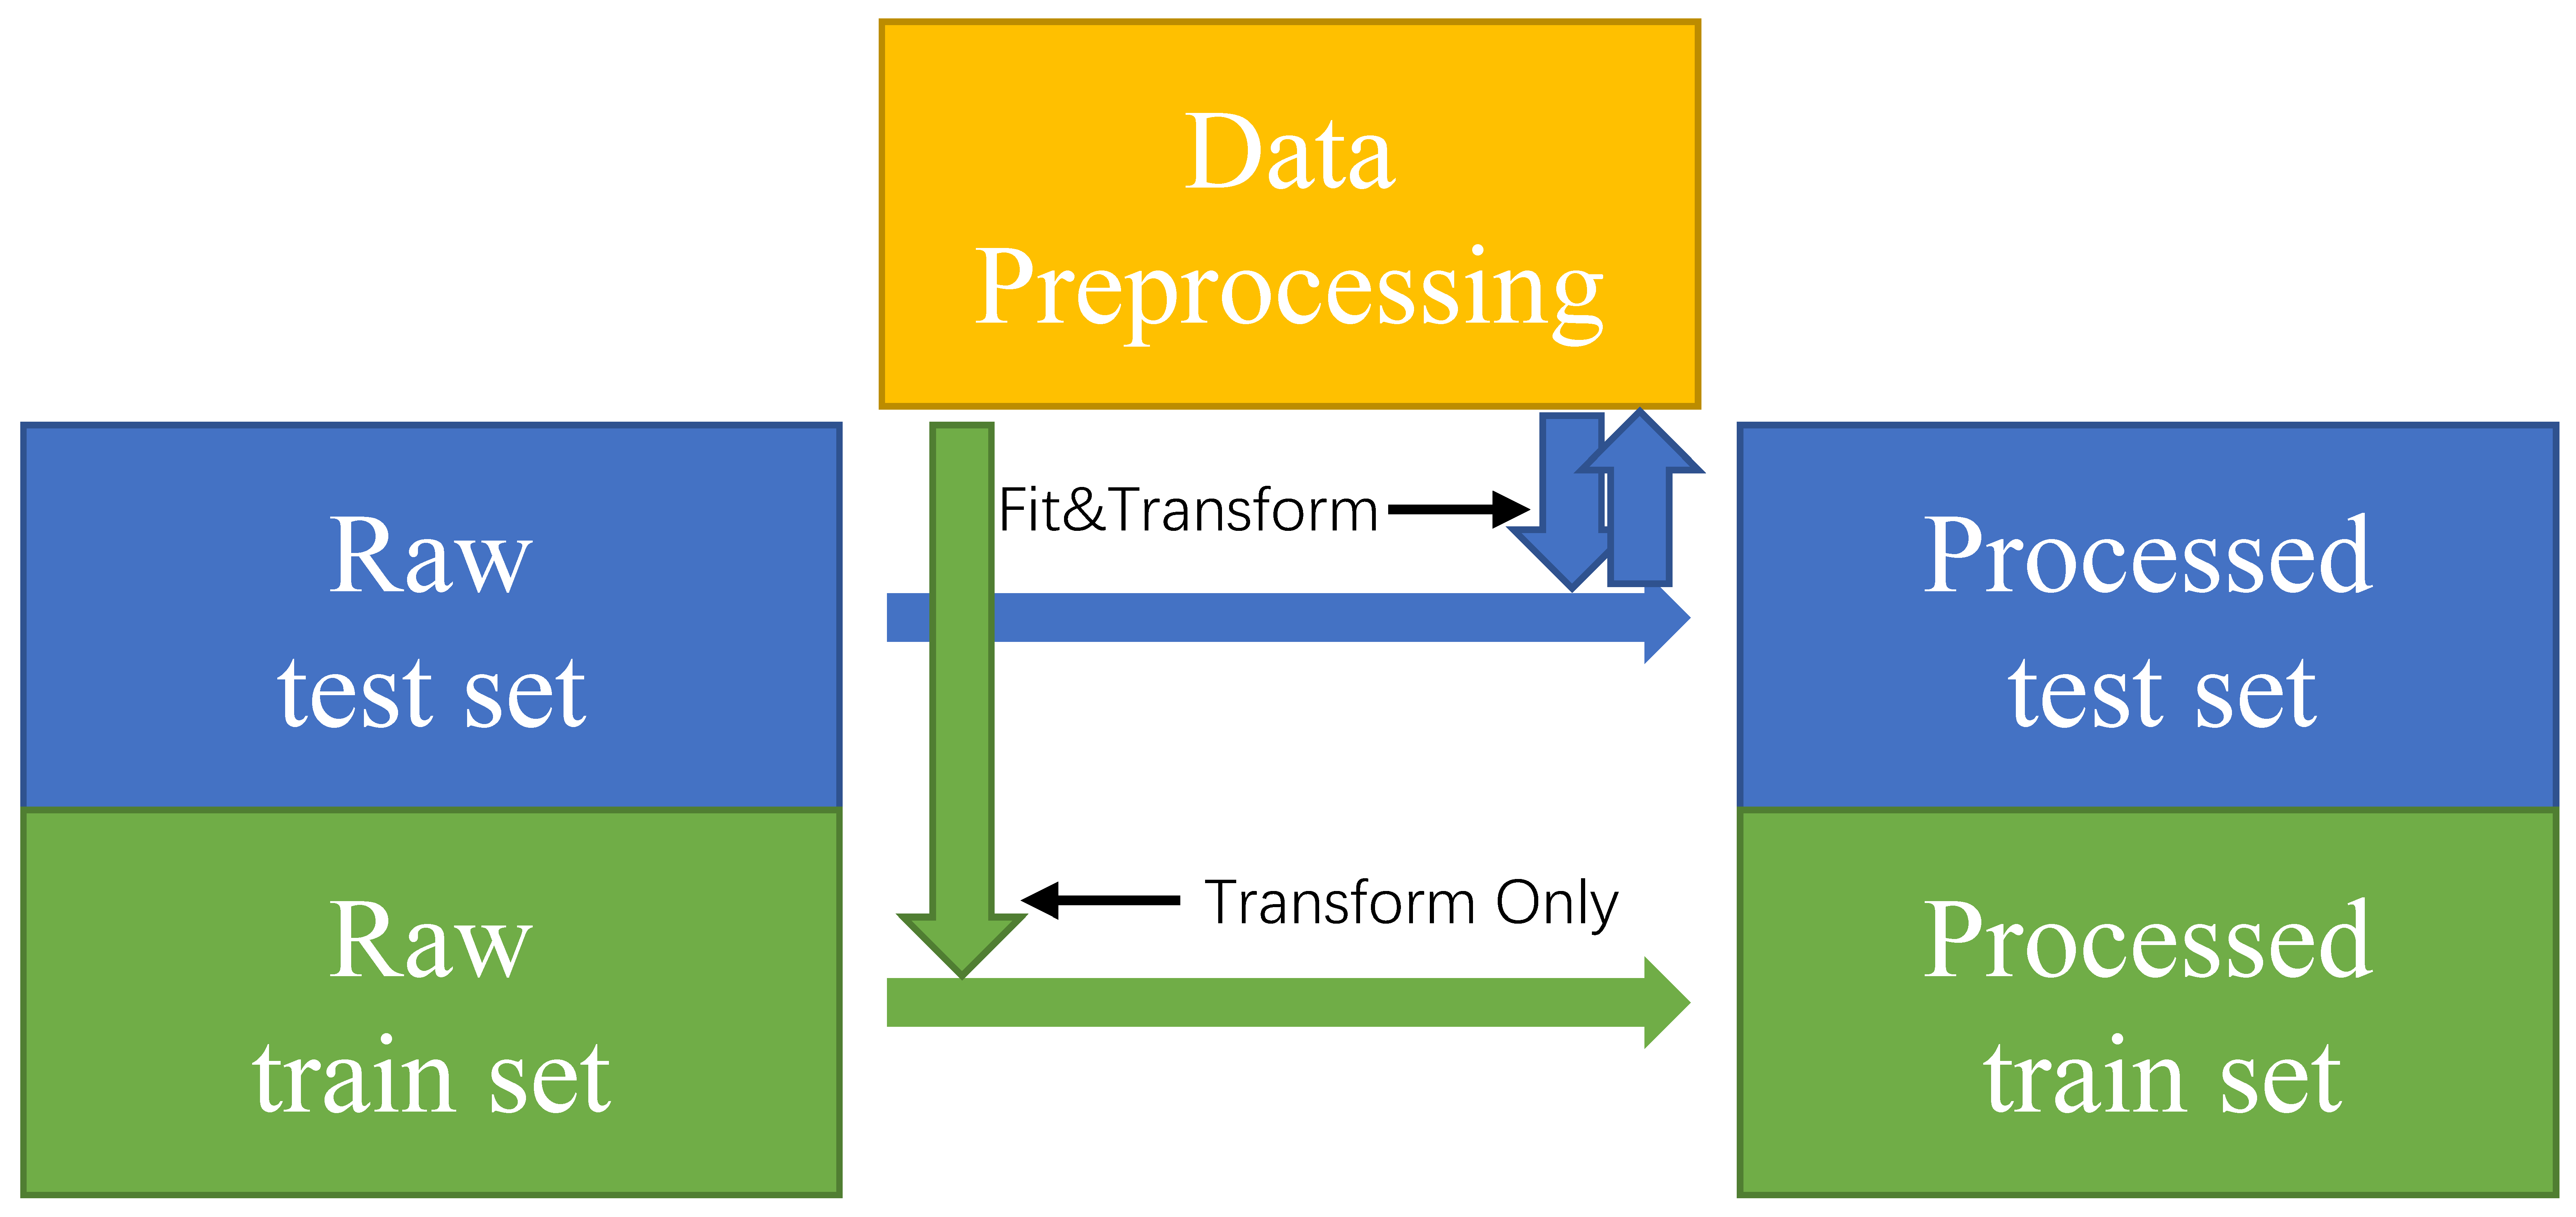 Data
Preprocessing
Raw
test set
Fit&Transform
Processed
test set
Raw
train set
Transform Only
Processed
train set